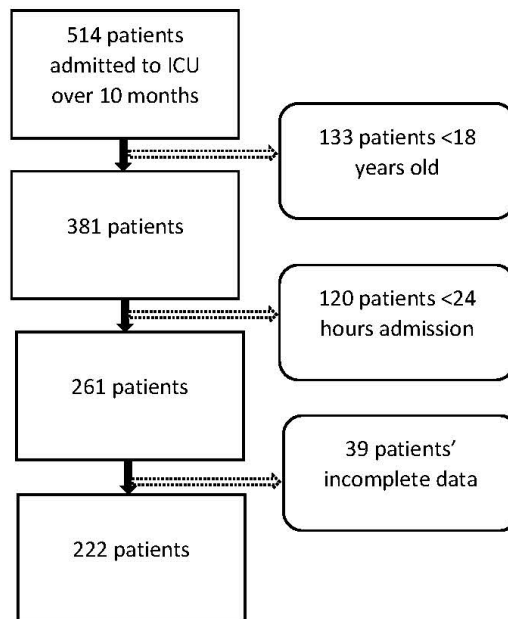 514 patients
admitted to ICU
over 10 months
133 patients <18
years old
381 patients
120 patients <24
hours admission
261 patients
39 patients’
incomplete data
222 patients